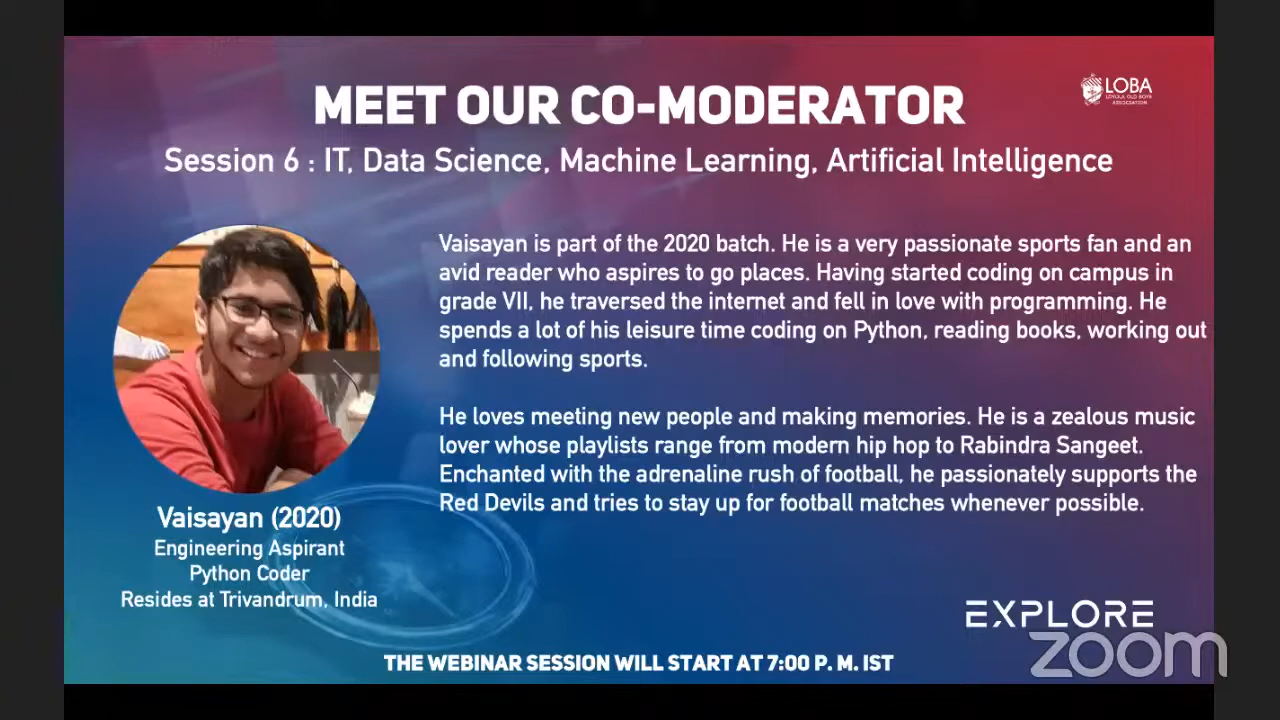 MEET OUR CO-MODERATOR
LOBA
LOYOLA OLD BOYS
ASSOCIATION
Session 6 : IT, Data Science, Machine Learning, Artificial Intelligence
Vaisayan is part of the 2020 batch. He is a very passionate sports fan and an
avid reader who aspires to go places. Having started coding on campus in
grade VII, he traversed the internet and fell in love with programming. He
spends a lot of his leisure time coding on Python, reading books, working out
and following sports.
He loves meeting new people and making memories. He is a zealous music
lover whose playlists range from modern hip hop to Rabindra Sangeet.
Enchanted with the adrenaline rush of football, he passionately supports the
Red Devils and tries to stay up for football matches whenever possible.
Vaisayan (2020)
Engineering Aspirant
Python Coder
Resides at Trivandrum, India
EXPLORE
zoom
THE WEBINAR SESSION WILL START AT 7:00 P. M. IST